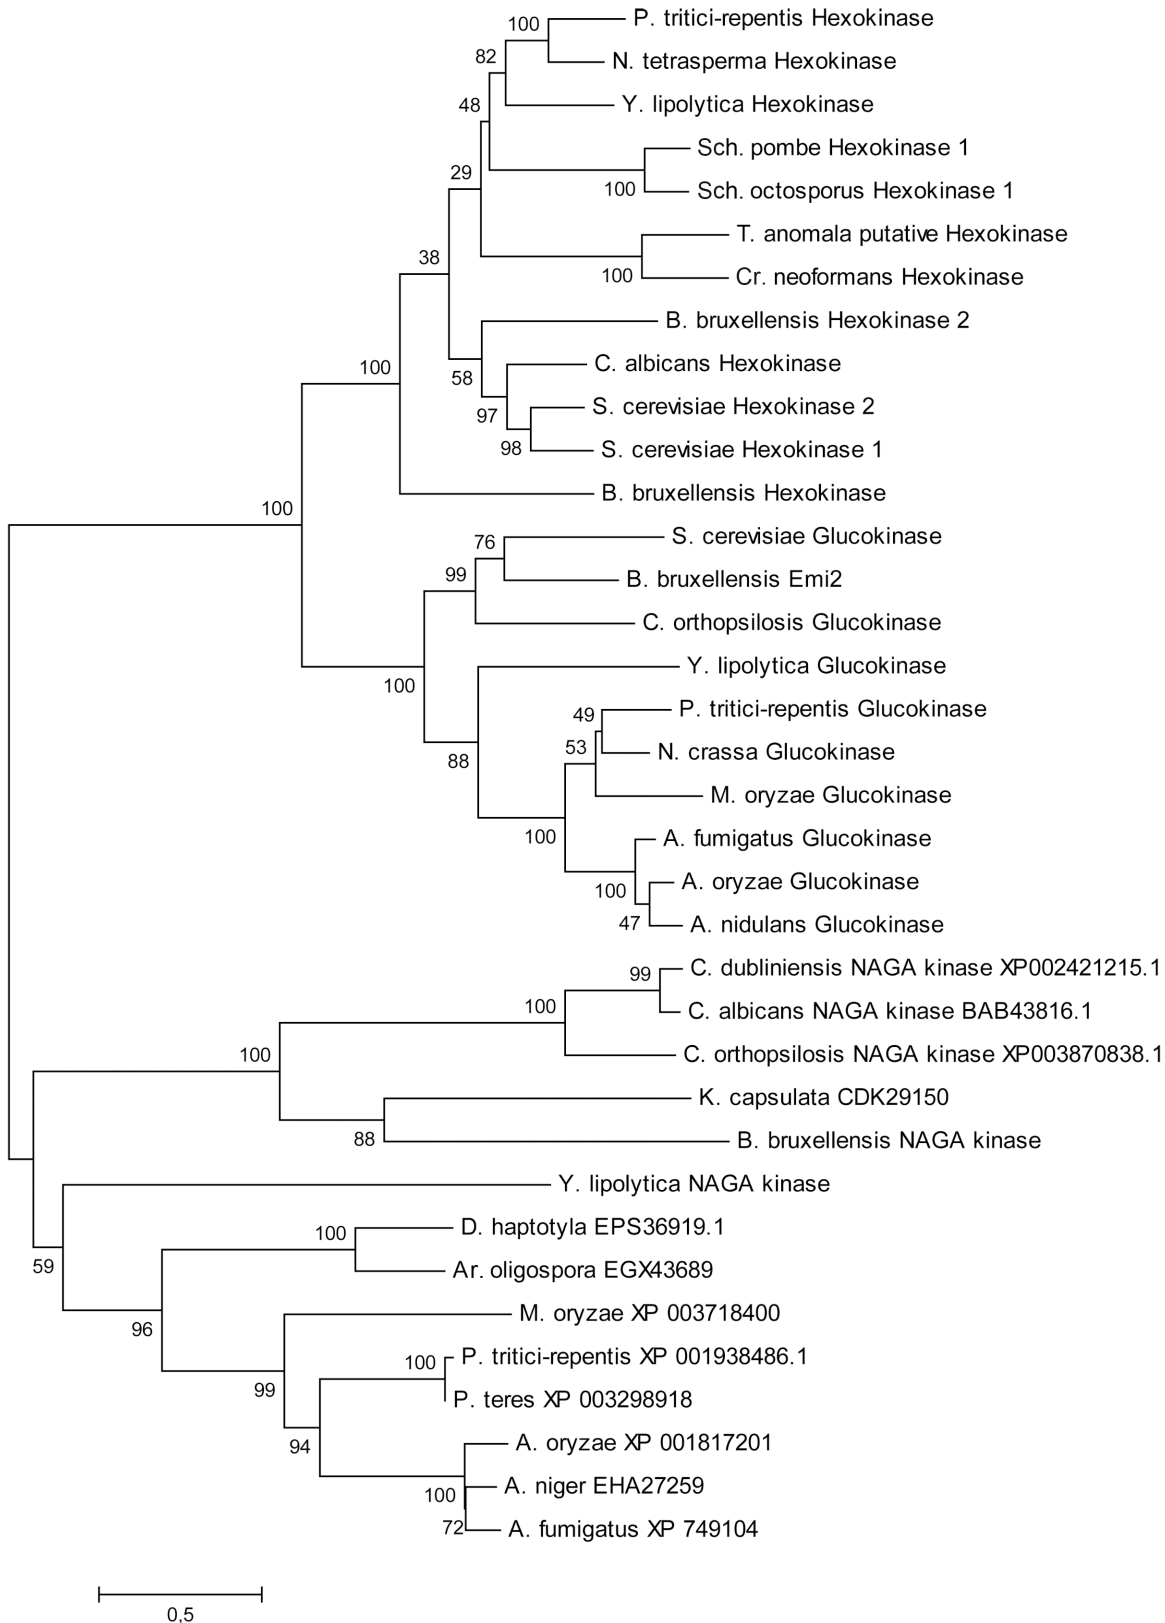 100 P. tritici-repentis Hexokinase
82 N. tetrasperma Hexokinase
48 Y. lipolytica Hexokinase
Sch. pombe Hexokinase 1
29 100 Sch. octosporus Hexokinase 1
T. anomala putative Hexokinase
38 100 Cr. neoformans Hexokinase
B. bruxellensis Hexokinase 2
100 58 C. albicans Hexokinase
97 S. cerevisiae Hexokinase 2
98 S. cerevisiae Hexokinase 1
B. bruxellensis Hexokinase
100 76 S. cerevisiae Glucokinase
99 B. bruxellensis Emi2
C. orthopsilosis Glucokinase
100 Y. lipolytica Glucokinase
49 P. tritici-repentis Glucokinase
88 53 N. crassa Glucokinase
M. oryzae Glucokinase
100 A. fumigatus Glucokinase
100 A. oryzae Glucokinase
47 A. nidulans Glucokinase
99 C. dubliniensis NAGA kinase XP002421215.1
100 C. albicans NAGA kinase BAB43816.1
100 C. orthopsilosis NAGA kinase XP003870838.1
K. capsulata CDK29150
88 B. bruxellensis NAGA kinase
Y. lipolytica NAGA kinase
100 D. haptotyla EPS36919.1
59 Ar. oligospora EGX43689
96 M. oryzae XP 003718400
100 P. tritici-repentis XP 001938486.1
99 P. teres XP 003298918
94 A. oryzae XP 001817201
100 A. niger EHA27259
72 A. fumigatus XP 749104
0,5